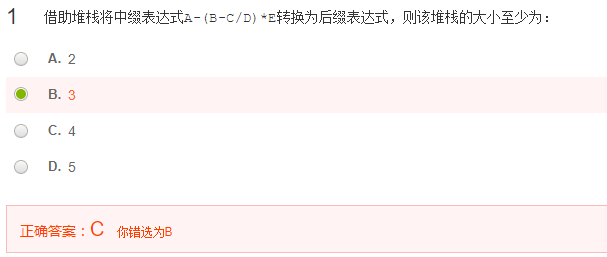 1 借助堆栈将中缀表达式A-(B-C/D)*E转换为后缀表达式，则该堆栈的大小至少为：
A. 2
B. 3
C. 4
D. 5
正确答案：C 你错选为B